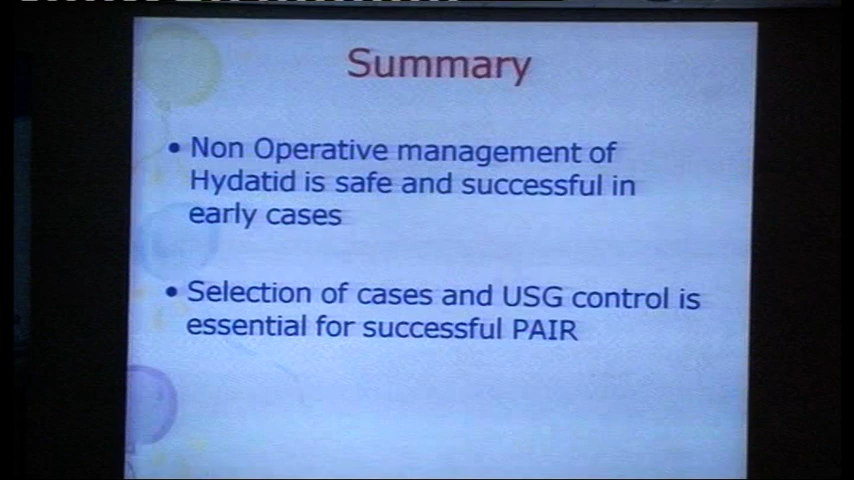 Summary
• Non Operative management of
Hydatid is safe and successful in
early cases
• Selection of cases and USG control is
essential for successful PAIR